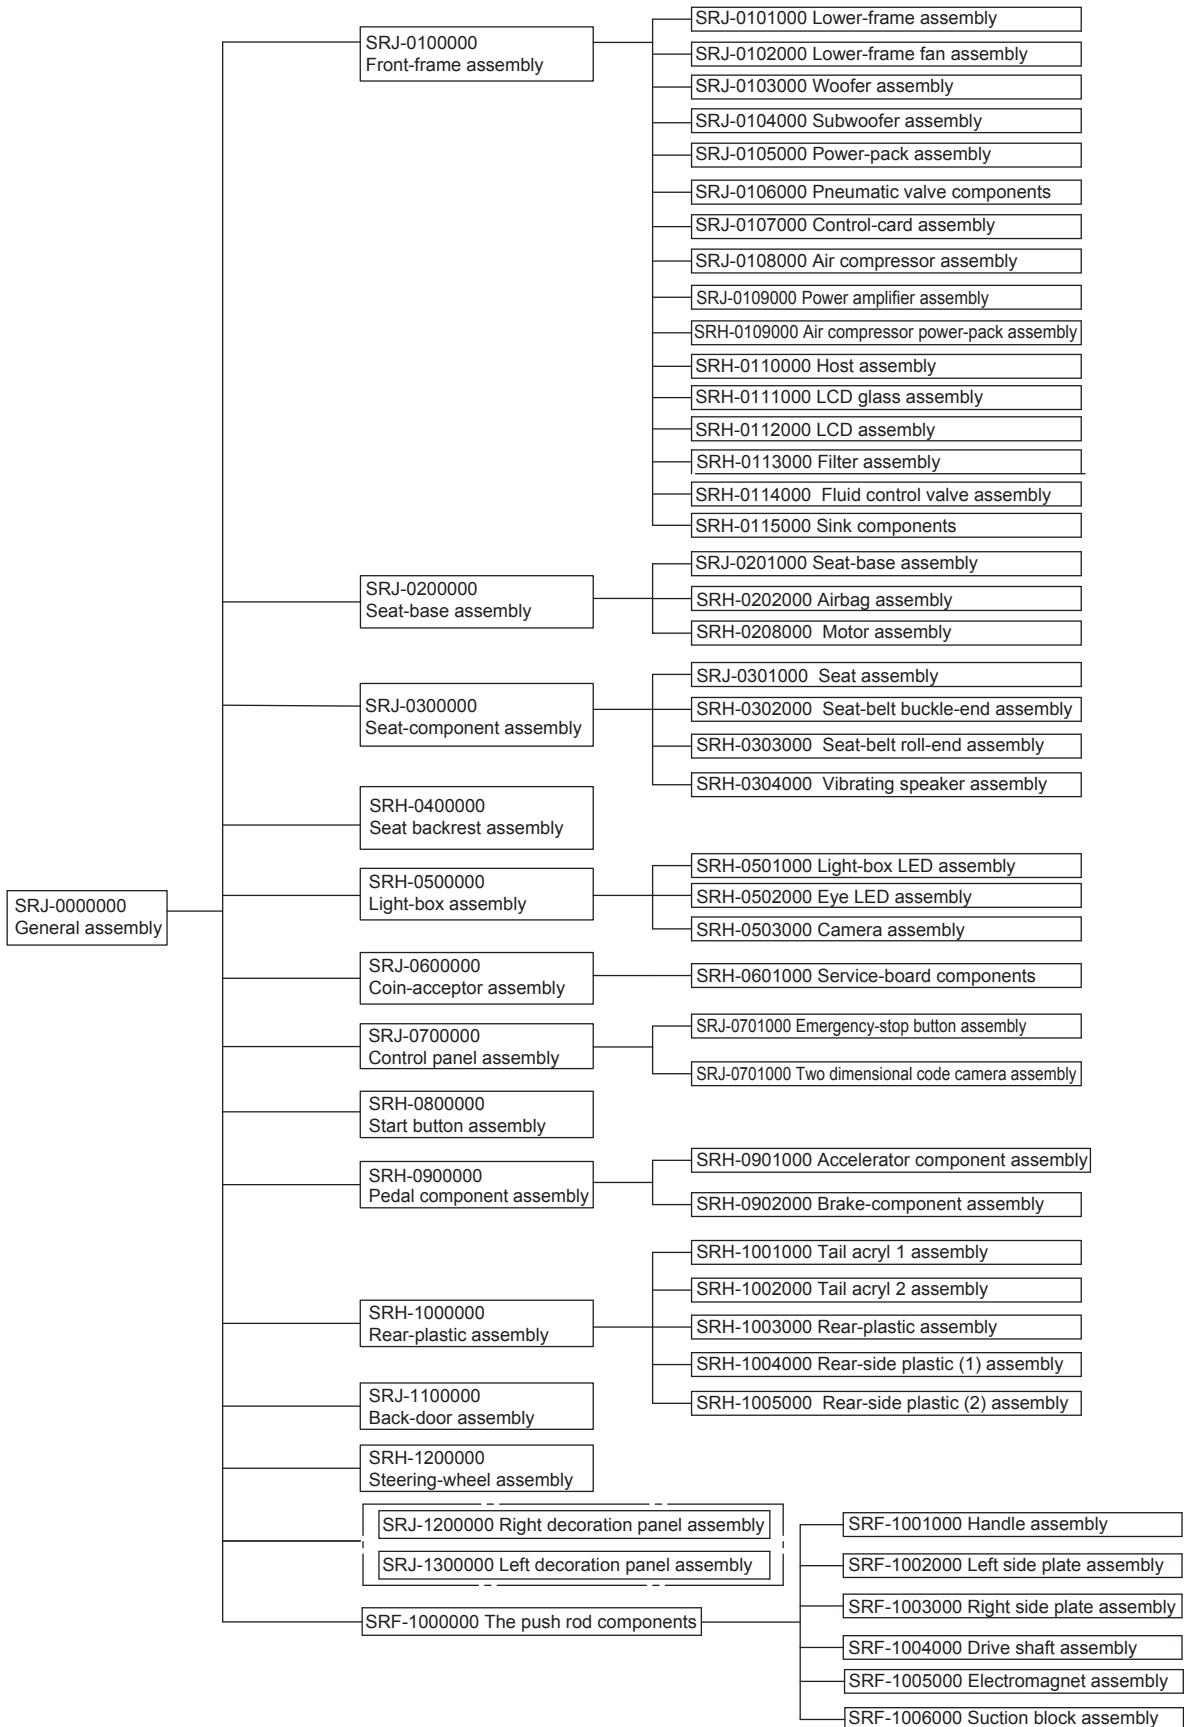 SRJ-0000000
General assembly
SRJ-0100000
Front-frame assembly
SRJ-0101000 Lower-frame assembly
SRJ-0102000 Lower-frame fan assembly
SRJ-0103000 Woofer assembly
SRJ-0104000 Subwoofer assembly
SRJ-0105000 Power-pack assembly
SRJ-0106000 Pneumatic valve components
SRJ-0107000 Control-card assembly
SRJ-0108000 Air compressor assembly
SRJ-0109000 Power amplifier assembly
SRH-0109000 Air compressor power-pack assembly
SRH-0110000 Host assembly
SRH-0111000 LCD glass assembly
SRH-0112000 LCD assembly
SRH-0113000 Filter assembly
SRH-0114000 Fluid control valve assembly
SRH-0115000 Sink components
SRJ-0200000
Seat-base assembly
SRJ-0201000 Seat-base assembly
SRH-0202000 Airbag assembly
SRH-0208000 Motor assembly
SRJ-0300000
Seat-component assembly
SRJ-0301000 Seat assembly
SRH-0302000 Seat-belt buckle-end assembly
SRH-0303000 Seat-belt roll-end assembly
SRH-0304000 Vibrating speaker assembly
SRH-0400000
Seat backrest assembly
SRH-0500000
Light-box assembly
SRH-0501000 Light-box LED assembly
SRH-0502000 Eye LED assembly
SRH-0503000 Camera assembly
SRJ-0600000
Coin-acceptor assembly
SRH-0601000 Service-board components
SRJ-0700000
Control panel assembly
SRJ-0701000 Emergency-stop button assembly
SRJ-0701000 Two dimensional code camera assembly
SRH-0800000
Start button assembly
SRH-0900000
Pedal component assembly
SRH-0901000 Accelerator component assembly
SRH-0902000 Brake-component assembly
SRH-1000000
Rear-plastic assembly
SRH-1001000 Tail acryl 1 assembly
SRH-1002000 Tail acryl 2 assembly
SRH-1003000 Rear-plastic assembly
SRH-1004000 Rear-side plastic (1) assembly
SRH-1005000 Rear-side plastic (2) assembly
SRJ-1100000
Back-door assembly
SRH-1200000
Steering-wheel assembly
SRJ-1200000 Right decoration panel assembly
SRJ-1300000 Left decoration panel assembly
SRF-1000000 The push rod components
SRF-1001000 Handle assembly
SRF-1002000 Left side plate assembly
SRF-1003000 Right side plate assembly
SRF-1004000 Drive shaft assembly
SRF-1005000 Electromagnet assembly
SRF-1006000 Suction block assembly